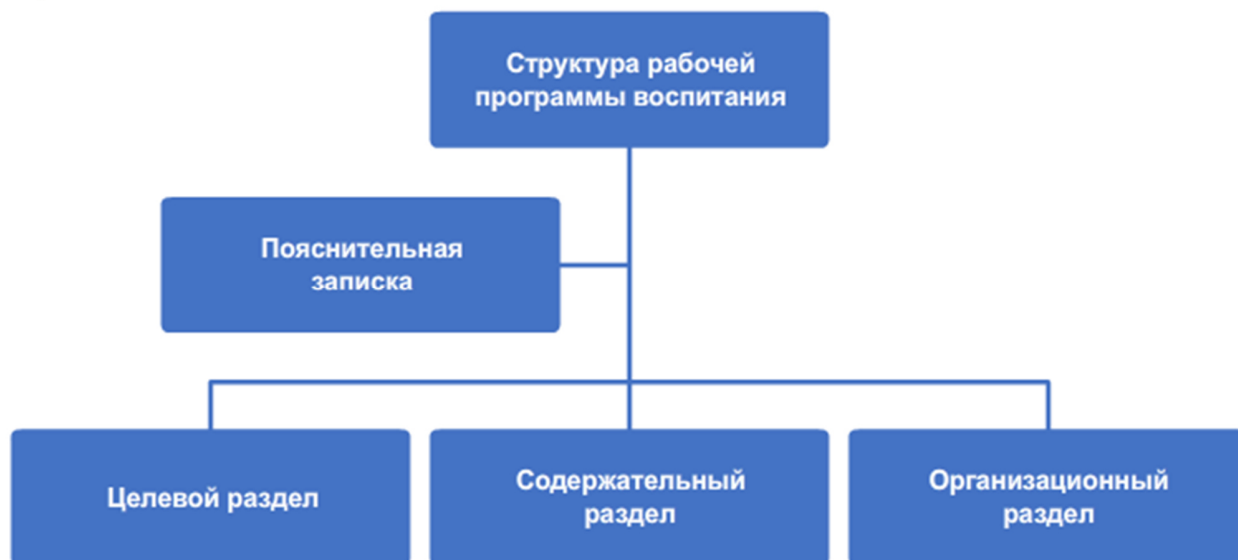 Структура рабочей
программы воспитания
Пояснительная
записка
Целевой раздел
Содержательный
раздел
Организационный
раздел